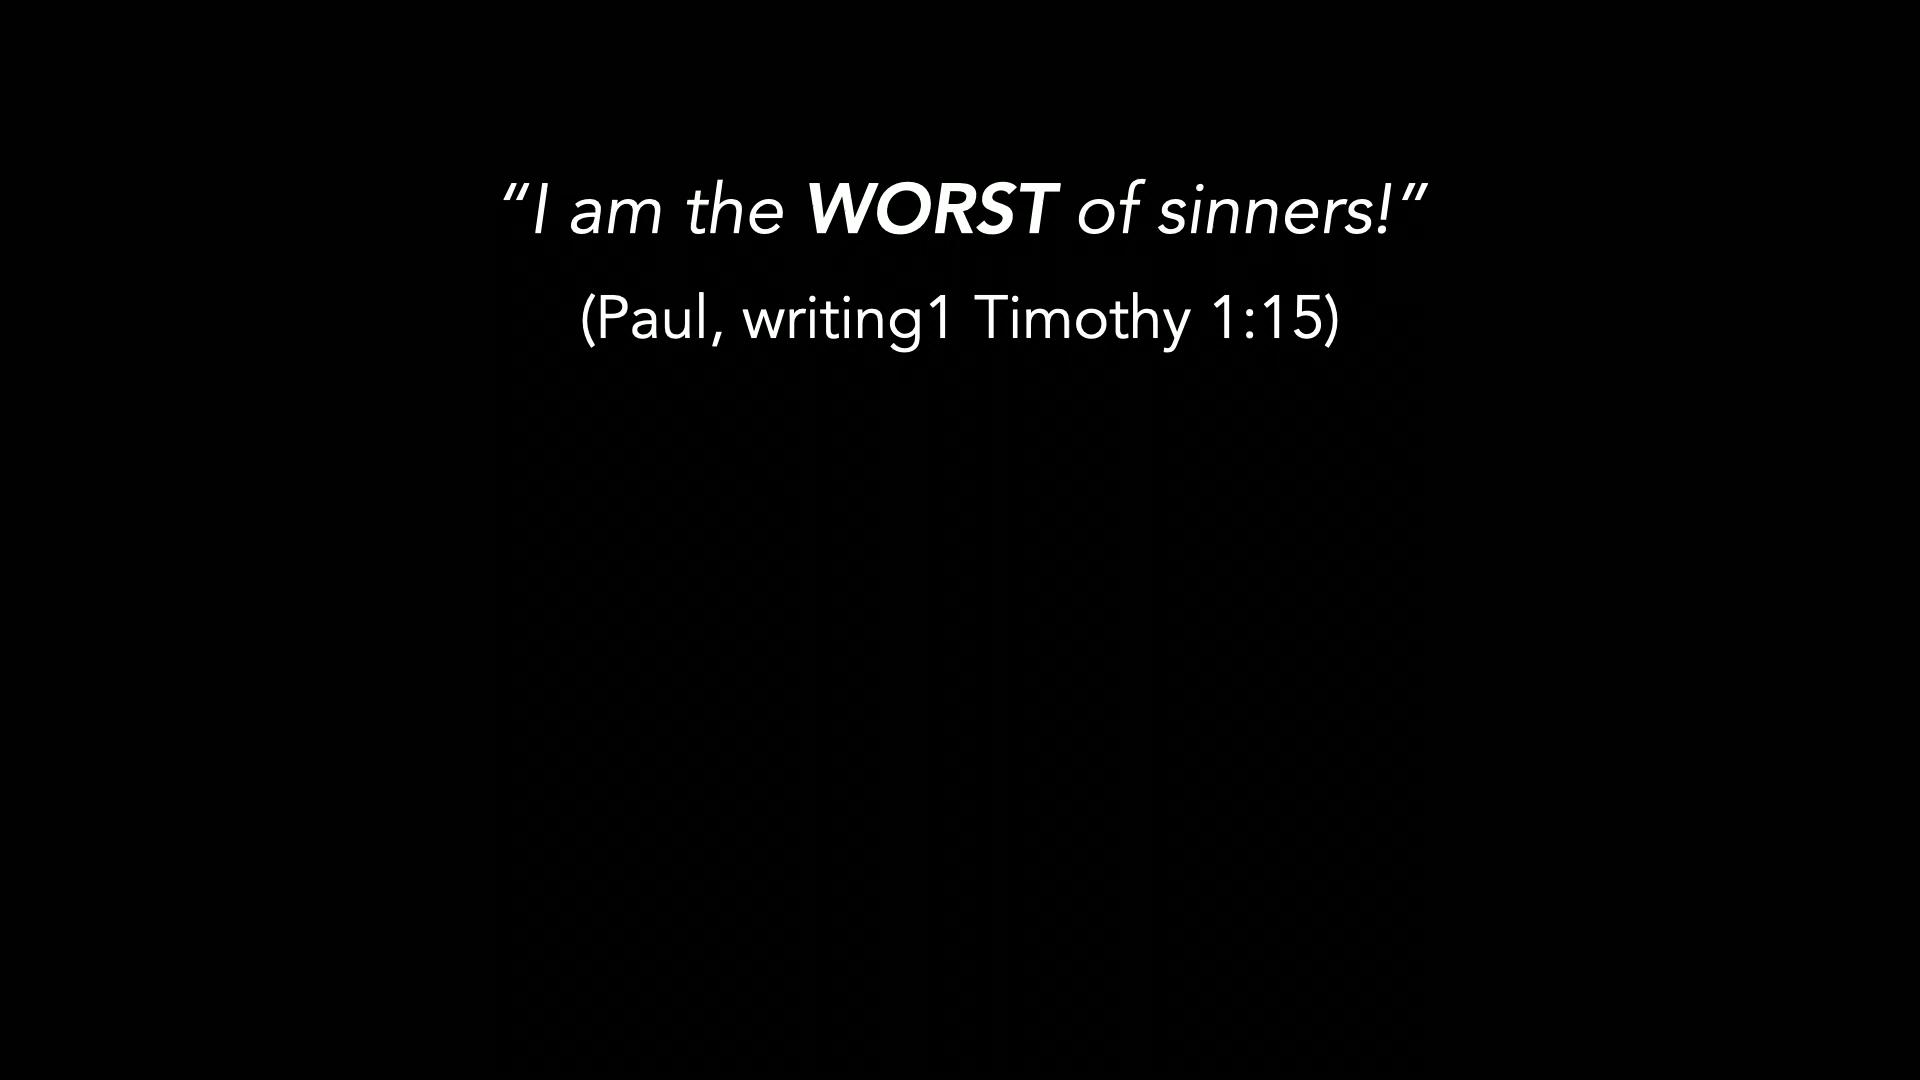 “I am the WORST of sinners!”
(Paul, writing1 Timothy 1:15)